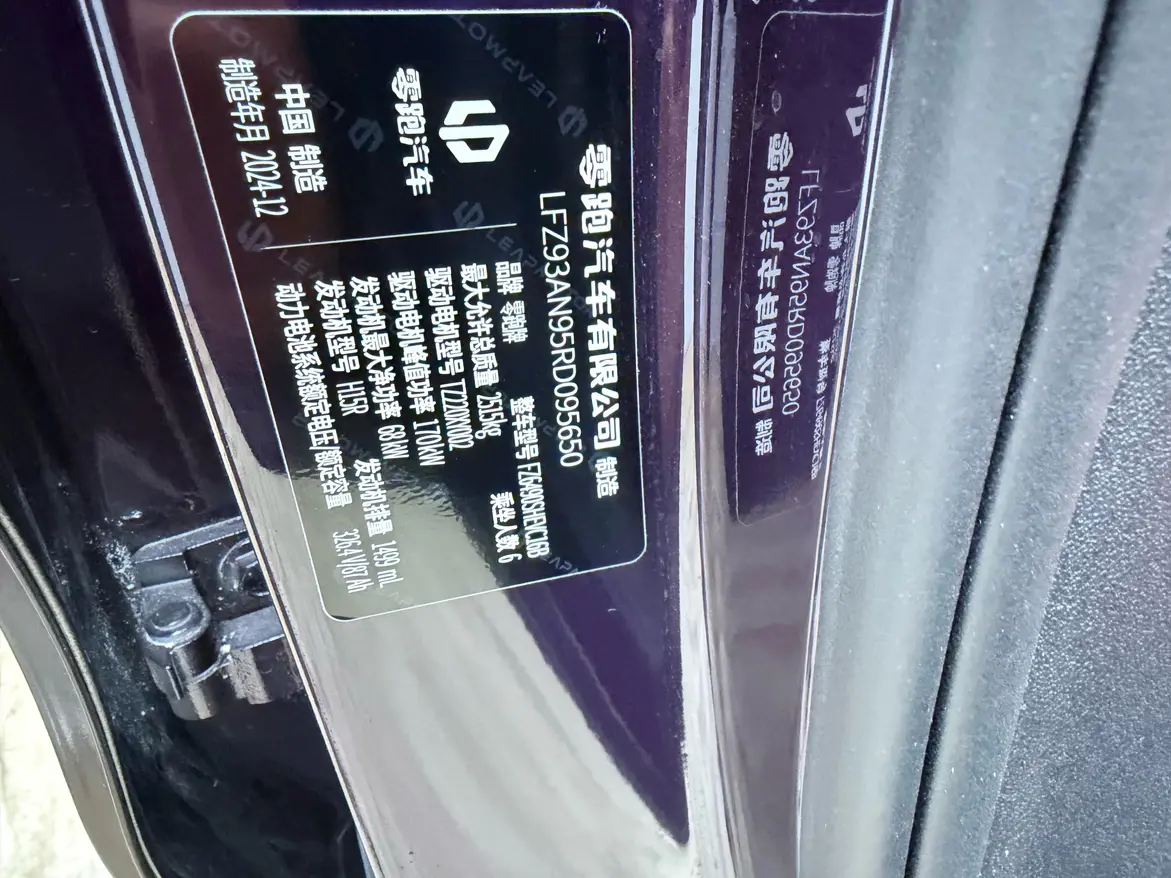 零跑汽车有限公司 制造
LFZ93AN95RD095650
零跑汽车
中国 制造
制造年月 2024-12
品牌 零跑牌 整车型号 FZ6490SHEVC16B
最大允许总质量 2515kg 乘坐人数 6
驱动电机型号 TZ220XY002
驱动电机峰值功率 170kW
发动机最大净功率 68kW 发动机排量 1499 mL
发动机型号 H15R
动力电池系统额定电压/额定容量 326.4V/87Ah
LEAPMOTOR